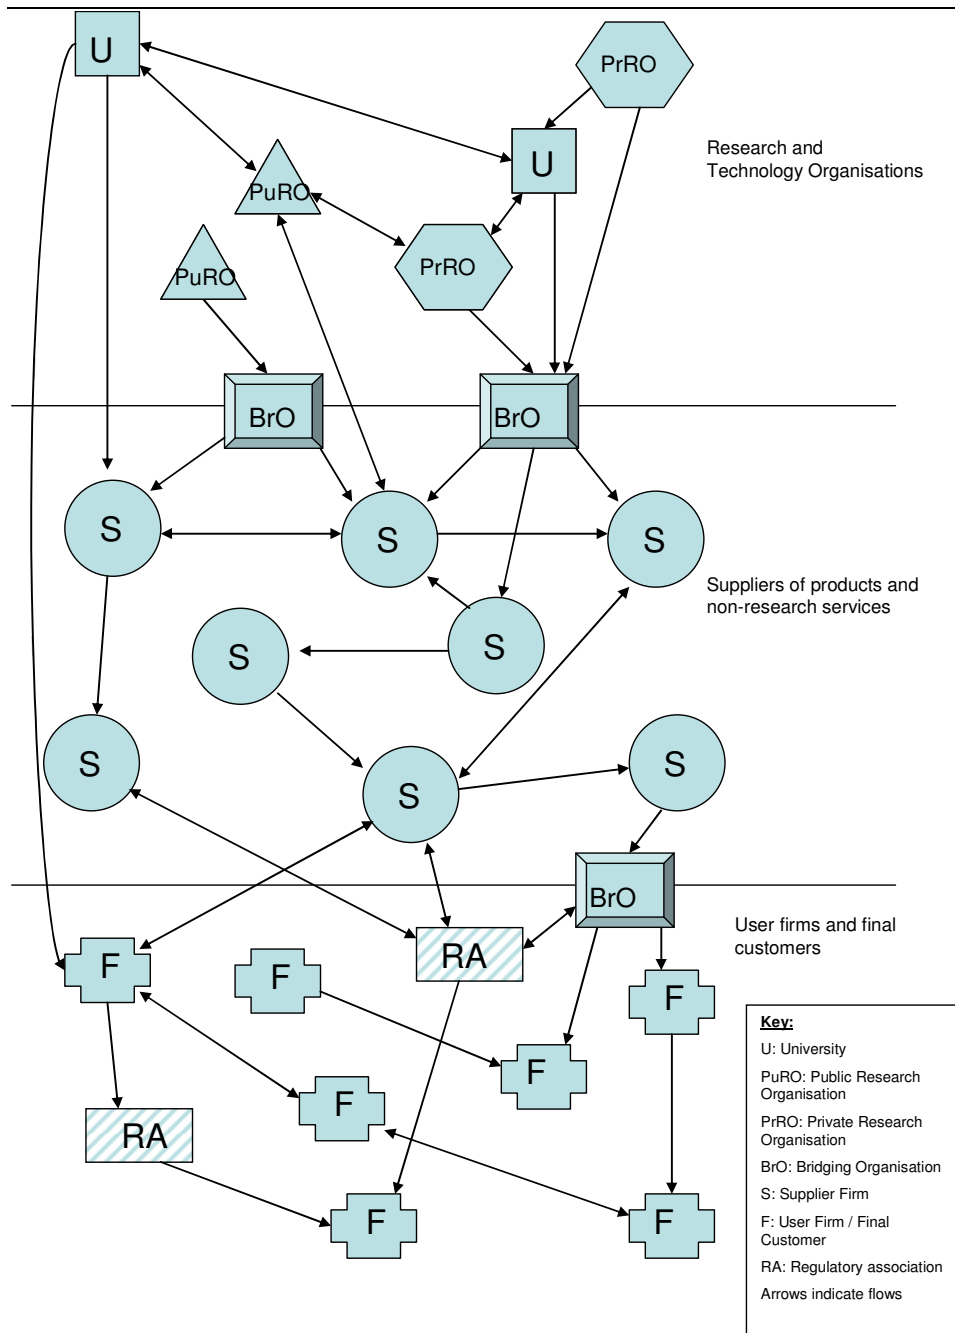 U
PrRO
Research and
Technology Organisations
U
PuRO
PrRO
PuRO
BrO
BrO
S
S
S
Suppliers of products and
non-research services
S
S
S
S
S
BrO
User firms and final
customers
F
RA
F
F
F
F
RA
F
F
Key:
U: University
PuRO: Public Research
Organisation
PrRO: Private Research
Organisation
BrO: Bridging Organisation
S: Supplier Firm
F: User Firm / Final
Customer
RA: Regulatory association
Arrows indicate flows